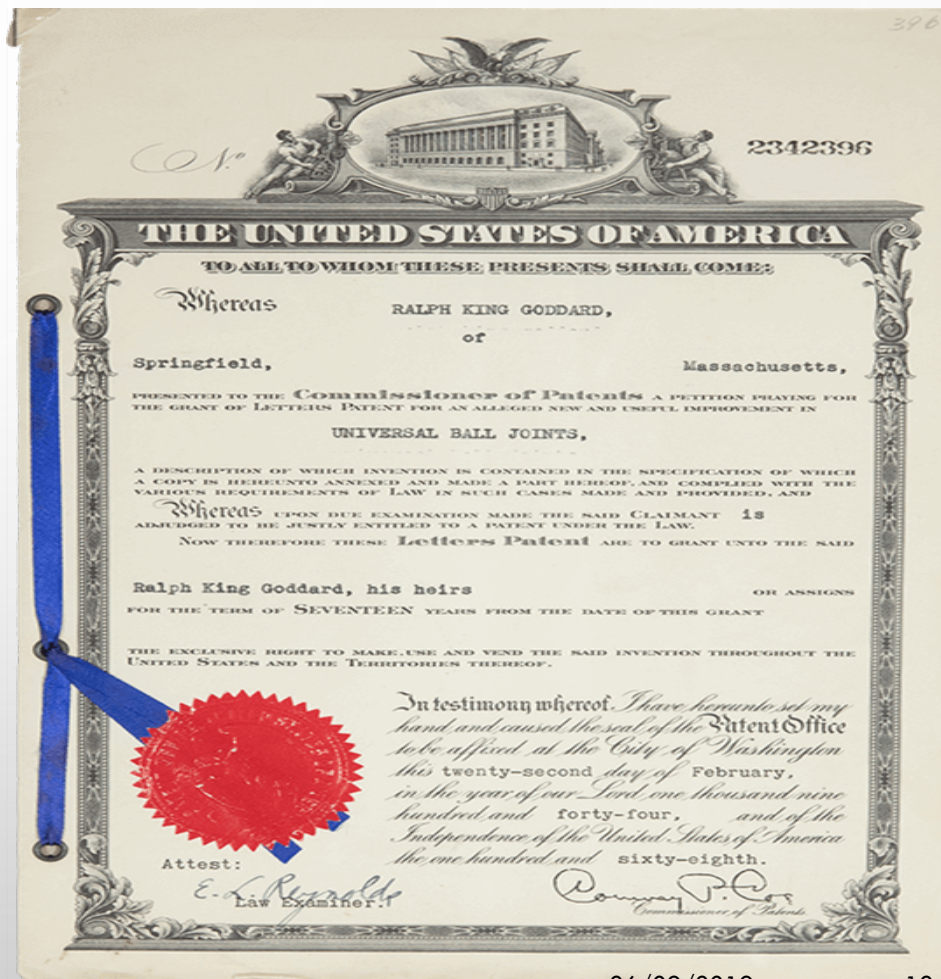 396
No 2342396
THE UNITED STATES OF AMERICA
TO ALL TO WHOM THESE PRESENTS SHALL COME:
Whereas RALPH KING GODDARD,
of
Springfield, Massachusetts,
PRESENTED TO THE Commissioner of Patents A PETITION PRAYING FOR
THE GRANT OF LETTERS PATENT FOR AN ALLEGED NEW AND USEFUL IMPROVEMENT IN
UNIVERSAL BALL JOINTS,
A DESCRIPTION OF WHICH INVENTION IS CONTAINED IN THE SPECIFICATION OF WHICH
A COPY IS HEREUNTO ANNEXED AND MADE A PART HEREOF, AND COMPLIED WITH THE
VARIOUS REQUIREMENTS OF LAW IN SUCH CASES MADE AND PROVIDED, AND
Whereas UPON DUE EXAMINATION MADE THE SAID CLAIMANT is
ADJUDGED TO BE JUSTLY ENTITLED TO A PATENT UNDER THE LAW.
NOW THEREFORE THESE Letters Patent ARE TO GRANT UNTO THE SAID
Ralph King Goddard, his heirs OR ASSIGNS
FOR THE TERM OF SEVENTEEN YEARS FROM THE DATE OF THIS GRANT
THE EXCLUSIVE RIGHT TO MAKE, USE AND VEND THE SAID INVENTION THROUGHOUT THE
UNITED STATES AND THE TERRITORIES THEREOF.
In testimony whereof I have hereunto set my
hand and caused the seal of the Patent Office
to be affixed at the City of Washington
this twenty-second day of February,
in the year of our Lord one thousand nine
hundred and forty-four, and of the
Independence of the United States of America
the one hundred and sixty-eighth.
Attest:
E. L. Reynolds
Law Examiner.
Conway P. Coe
Commissioner of Patents